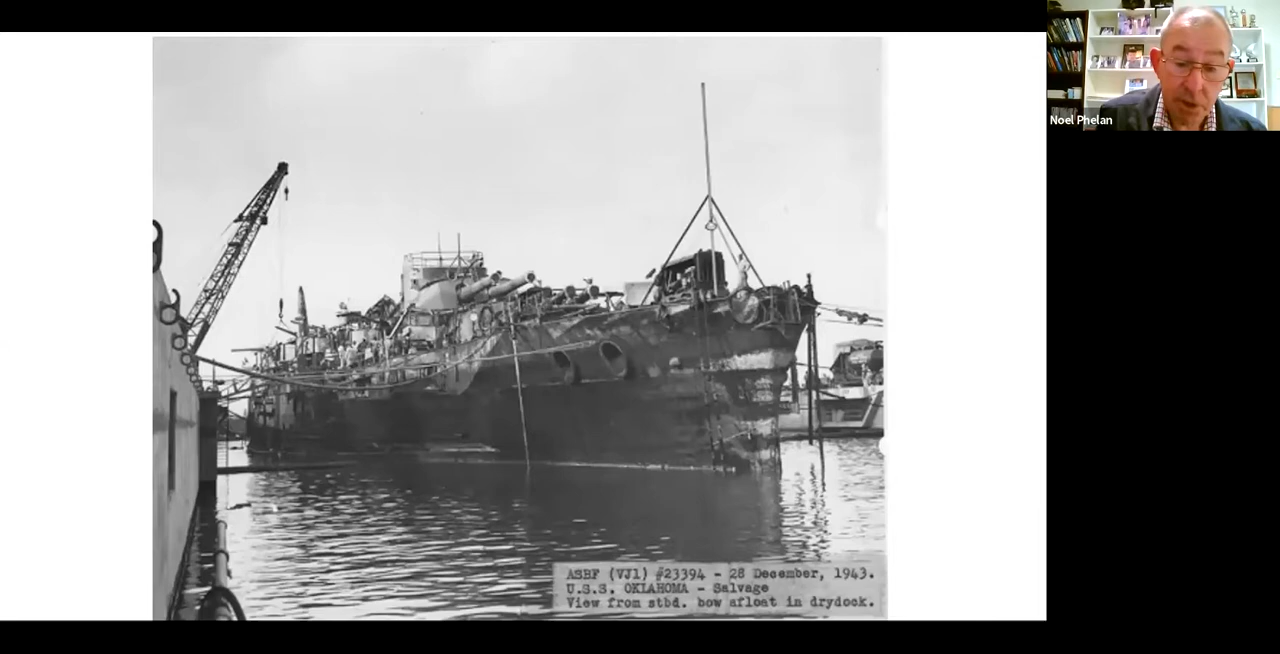 Noel Phelan
ASBF (VJ1) #23394 - 28 December, 1943.
U.S.S. OKLAHOMA - Salvage
View from stbd. bow afloat in drydock.